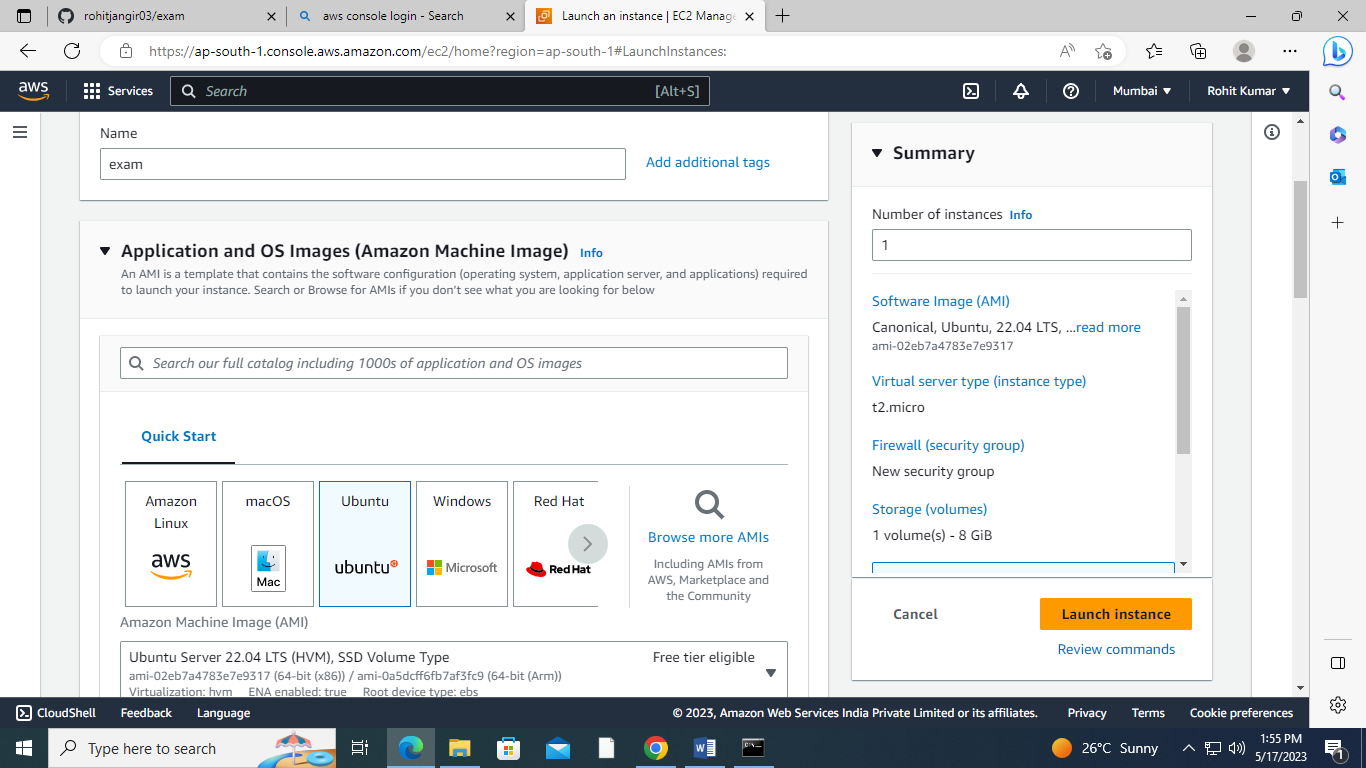 rohitjangir03/exam
aws console login - Search
Launch an instance | EC2 Manage
https://ap-south-1.console.aws.amazon.com/ec2/home?region=ap-south-1#LaunchInstances:
aws
Services
Search
[Alt+S]
Mumbai
Rohit Kumar
Name
exam
Add additional tags
Application and OS Images (Amazon Machine Image) Info
An AMI is a template that contains the software configuration (operating system, application server, and applications) required
to launch your instance. Search or Browse for AMIs if you don't see what you are looking for below
Search our full catalog including 1000s of application and OS images
Quick Start
Amazon
Linux
aws
macOS
Mac
Ubuntu
ubuntu
Windows
Microsoft
Red Hat
Red Hat
Browse more AMIs
Including AMIs from
AWS, Marketplace and
the Community
Amazon Machine Image (AMI)
Ubuntu Server 22.04 LTS (HVM), SSD Volume Type
Free tier eligible
ami-02eb7a4783e7e9317 (64-bit (x86)) / ami-0a5dcff6fb7af3fc9 (64-bit (Arm))
Virtualization: hvm ENA enabled: true Root device type: ebs
Summary
Number of instances Info
1
Software Image (AMI)
Canonical, Ubuntu, 22.04 LTS, ...read more
ami-02eb7a4783e7e9317
Virtual server type (instance type)
t2.micro
Firewall (security group)
New security group
Storage (volumes)
1 volume(s) - 8 GiB
Cancel
Launch instance
Review commands
CloudShell
Feedback
Language
© 2023, Amazon Web Services India Private Limited or its affiliates.
Privacy
Terms
Cookie preferences
Type here to search
26°C Sunny
1:55 PM
5/17/2023
1